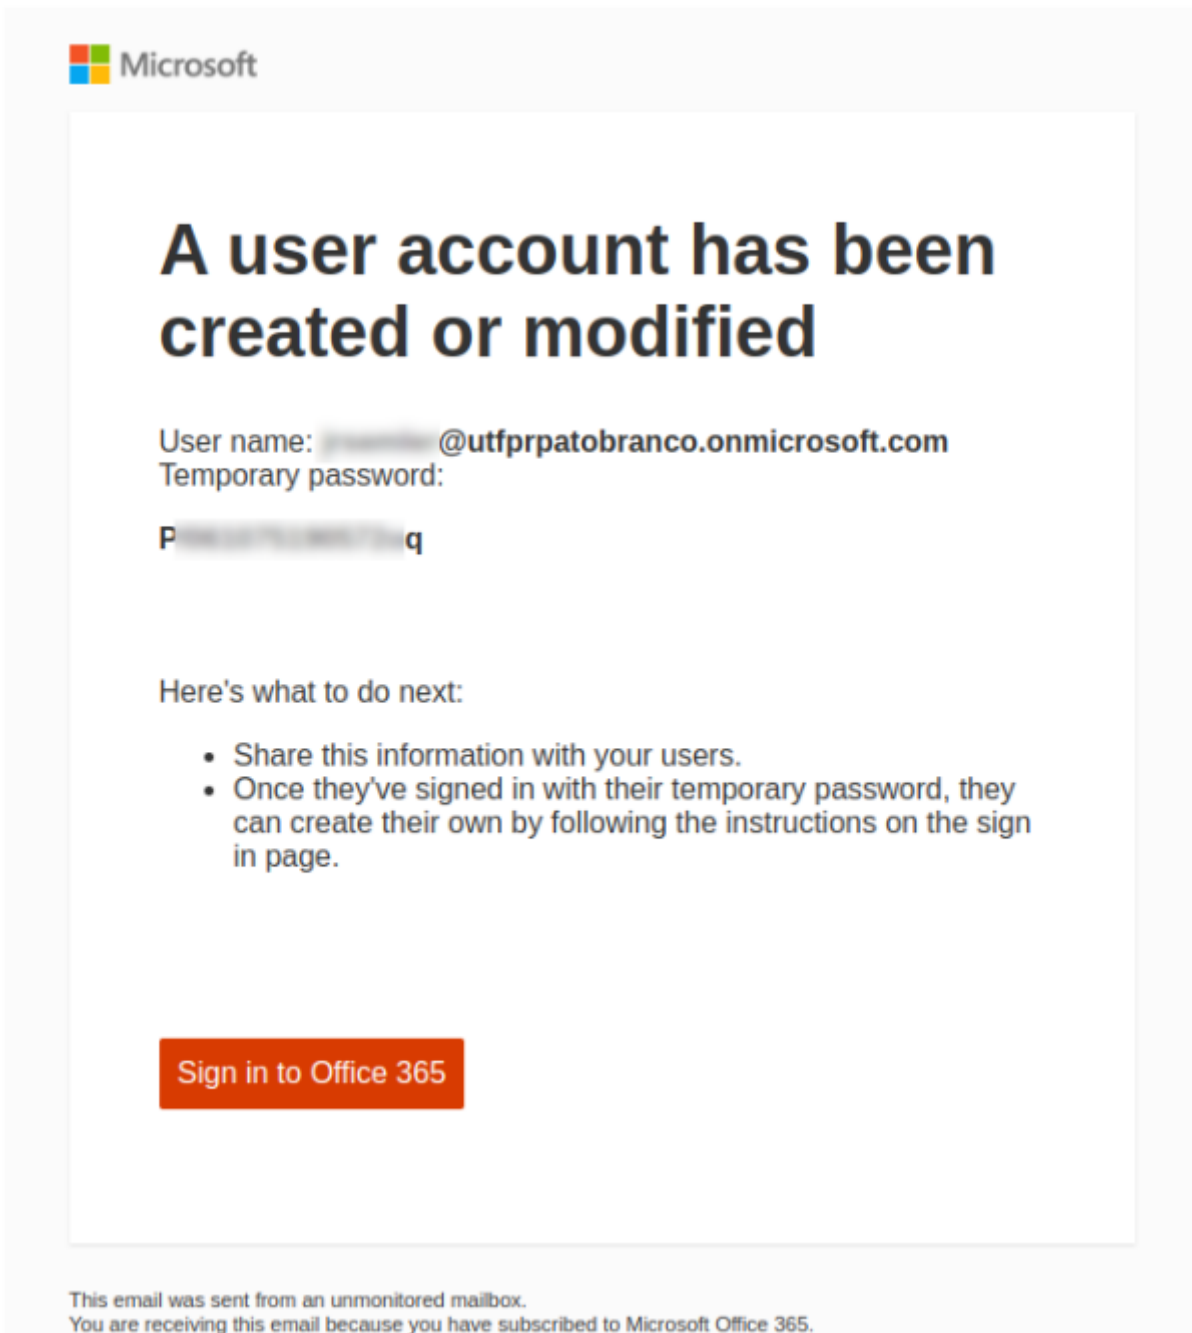 Microsoft
A user account has been
created or modified
User name: @utfprpatobranco.onmicrosoft.com
Temporary password:
P q
Here's what to do next:
• Share this information with your users.
• Once they've signed in with their temporary password, they
can create their own by following the instructions on the sign
in page.
Sign in to Office 365
This email was sent from an unmonitored mailbox.
You are receiving this email because you have subscribed to Microsoft Office 365.